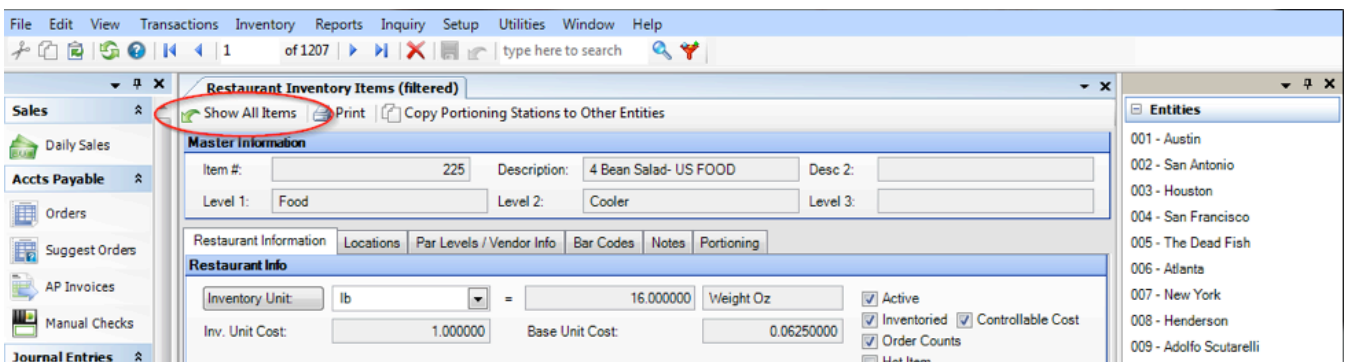 File Edit View Transactions Inventory Reports Inquiry Setup Utilities Window Help
1 of 1207 type here to search
Sales
Daily Sales
Accts Payable
Orders
Suggest Orders
AP Invoices
Manual Checks
Journal Entries
Restaurant Inventory Items (filtered)
Show All Items Print Copy Portioning Stations to Other Entities
Master Information
Item #: 225 Description: 4 Bean Salad- US FOOD Desc 2:
Level 1: Food Level 2: Cooler Level 3:
Restaurant Information Locations Par Levels / Vendor Info Bar Codes Notes Portioning
Restaurant Info
Inventory Unit: lb = 16.000000 Weight Oz Active
Inventoried Controllable Cost
Inv. Unit Cost: 1.000000 Base Unit Cost: 0.06250000
Order Counts
Hot Item
Entities
001 - Austin
002 - San Antonio
003 - Houston
004 - San Francisco
005 - The Dead Fish
006 - Atlanta
007 - New York
008 - Henderson
009 - Adolfo Scutarelli